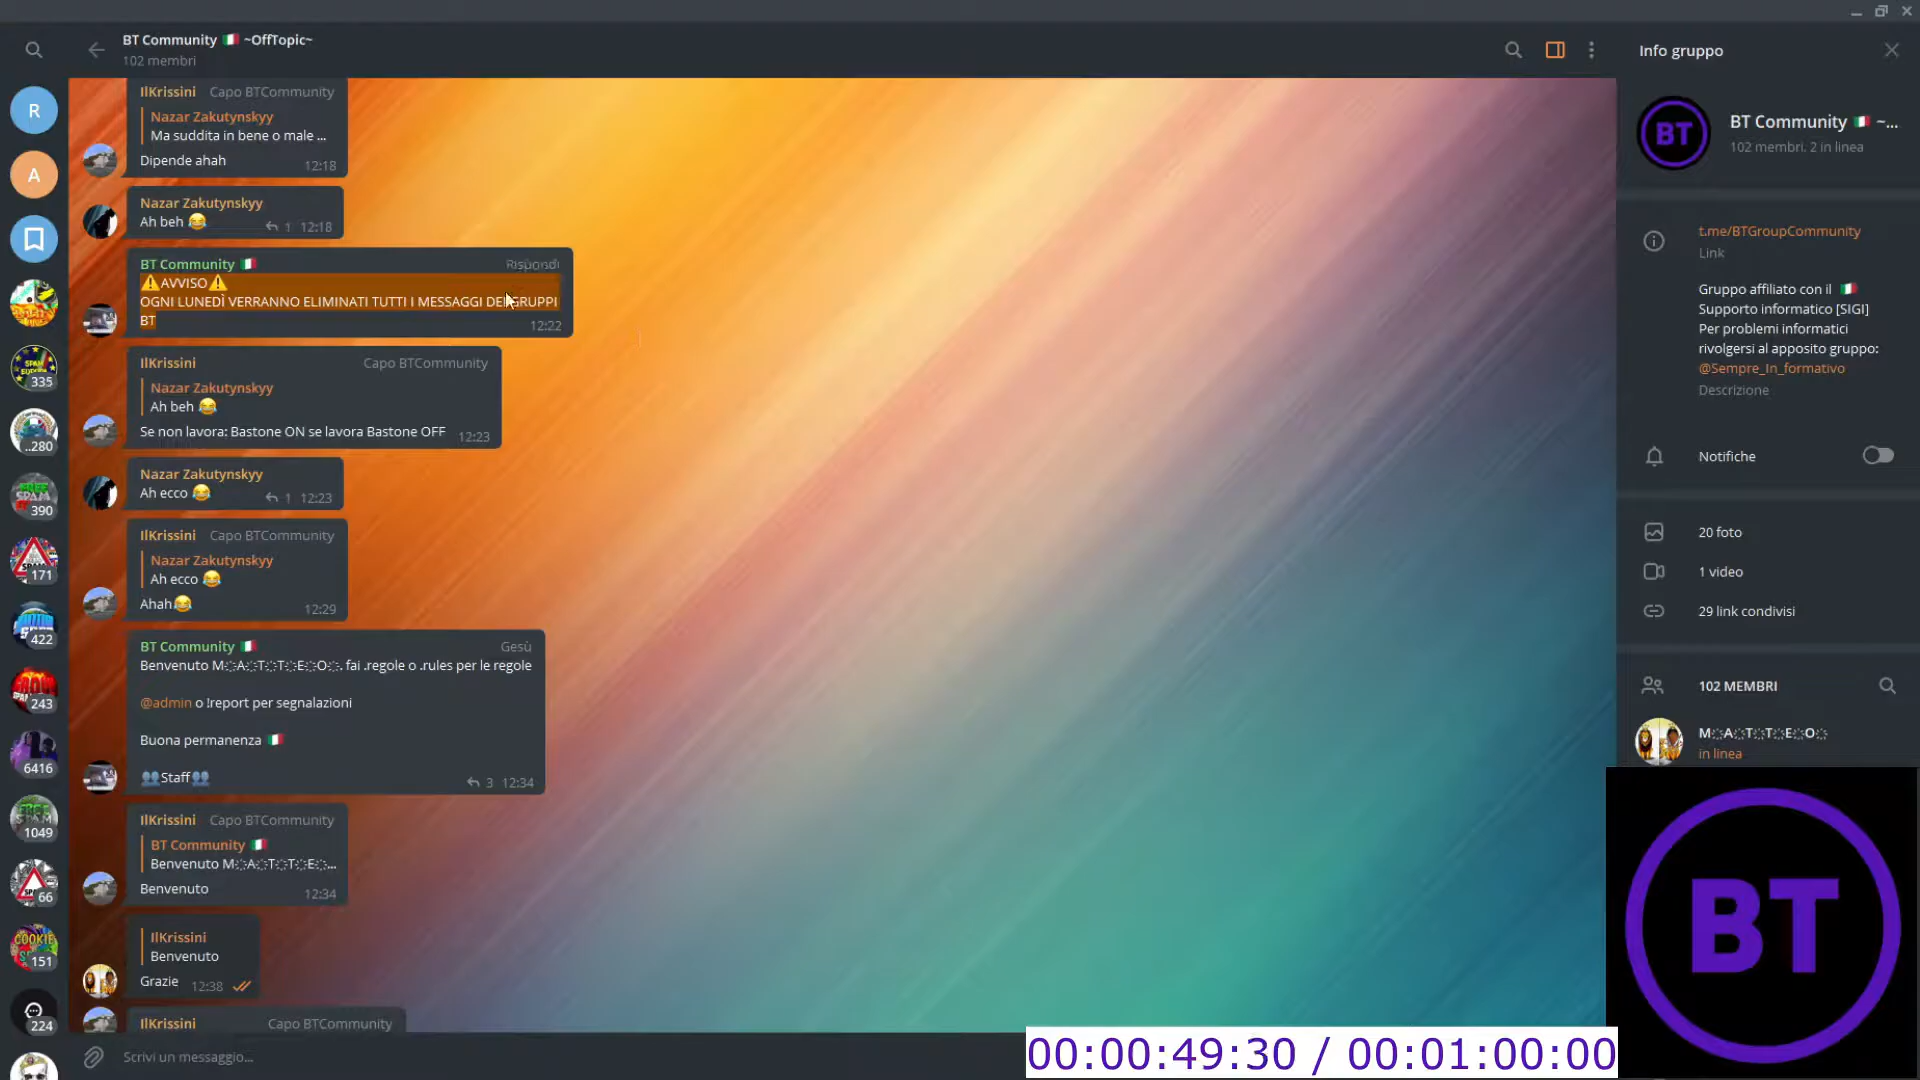 BT Community 🇮🇹 ~OffTopic~
102 membri
IlKrissini Capo BTCommunity
Nazar Zakutynskyy
Ma suddita in bene o male ...
Dipende ahah 12:18
Nazar Zakutynskyy
Ah beh 😂 1 12:18
BT Community 🇮🇹 Rispondi
⚠️AVVISO⚠️
OGNI LUNEDÌ VERRANNO ELIMINATI TUTTI I MESSAGGI DEI GRUPPI
BT
12:22
IlKrissini Capo BTCommunity
Nazar Zakutynskyy
Ah beh 😂
Se non lavora: Bastone ON se lavora Bastone OFF 12:23
Nazar Zakutynskyy
Ah ecco 😂 1 12:23
IlKrissini Capo BTCommunity
Nazar Zakutynskyy
Ah ecco 😂
Ahah😂 12:29
BT Community 🇮🇹 Gesù
Benvenuto M҉A҉T҉T҉E҉O҉. fai .regole o .rules per le regole
@admin o !report per segnalazioni
Buona permanenza 🇮🇹
👥Staff👥 3 12:34
IlKrissini Capo BTCommunity
BT Community 🇮🇹
Benvenuto M҉A҉T҉T҉E҉...
Benvenuto 12:34
IlKrissini
Benvenuto
Grazie 12:38
IlKrissini Capo BTCommunity
Scrivi un messaggio...
R
A
335
..280
390
171
422
243
6416
1049
66
COOKIE
151
224
Info gruppo
BT
BT Community 🇮🇹 ~...
102 membri, 2 in linea
t.me/BTGroupCommunity
Link
Gruppo affiliato con il 🇮🇹
Supporto informatico [SIGI]
Per problemi informatici
rivolgersi al apposito gruppo:
@Sempre_In_formativo
Descrizione
Notifiche
20 foto
1 video
29 link condivisi
102 MEMBRI
M҉A҉T҉T҉E҉O҉
in linea
BT
00:00:49:30 / 00:01:00:00